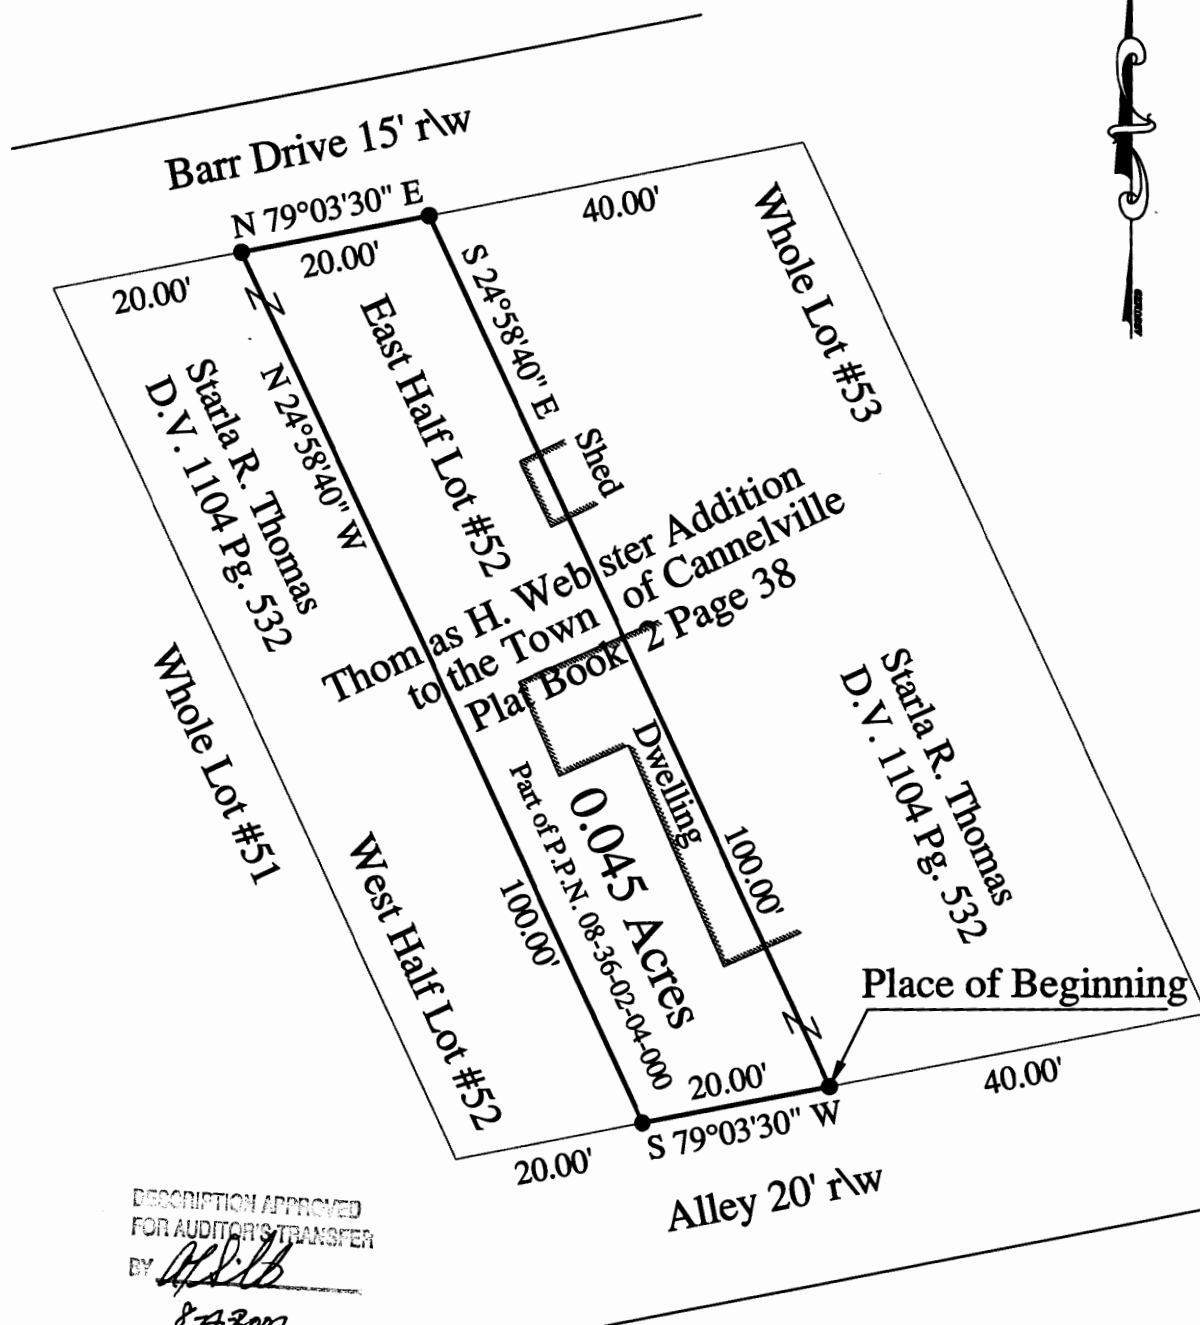 Barr Drive 15' r\w
N 79°03'30" E
20.00'
20.00'
40.00'
S 24°58'40" E
N 24°58'40" W
East Half Lot #52
Whole Lot #53
Starla R. Thomas
D.V. 1104 Pg. 532
Shed
Thomas H. Webster Addition
to the Town of Cannelville
Plat Book 2 Page 38
Whole Lot #51
West Half Lot #52
Dwelling
0.045 Acres
Part of P.P.N. 08-36-02-04-000
100.00'
100.00'
Starla R. Thomas
D.V. 1104 Pg. 532
Place of Beginning
20.00'
40.00'
S 79°03'30" W
20.00'
Alley 20' r\w
DESCRIPTION APPROVED
FOR AUDITOR'S TRANSFER
BY